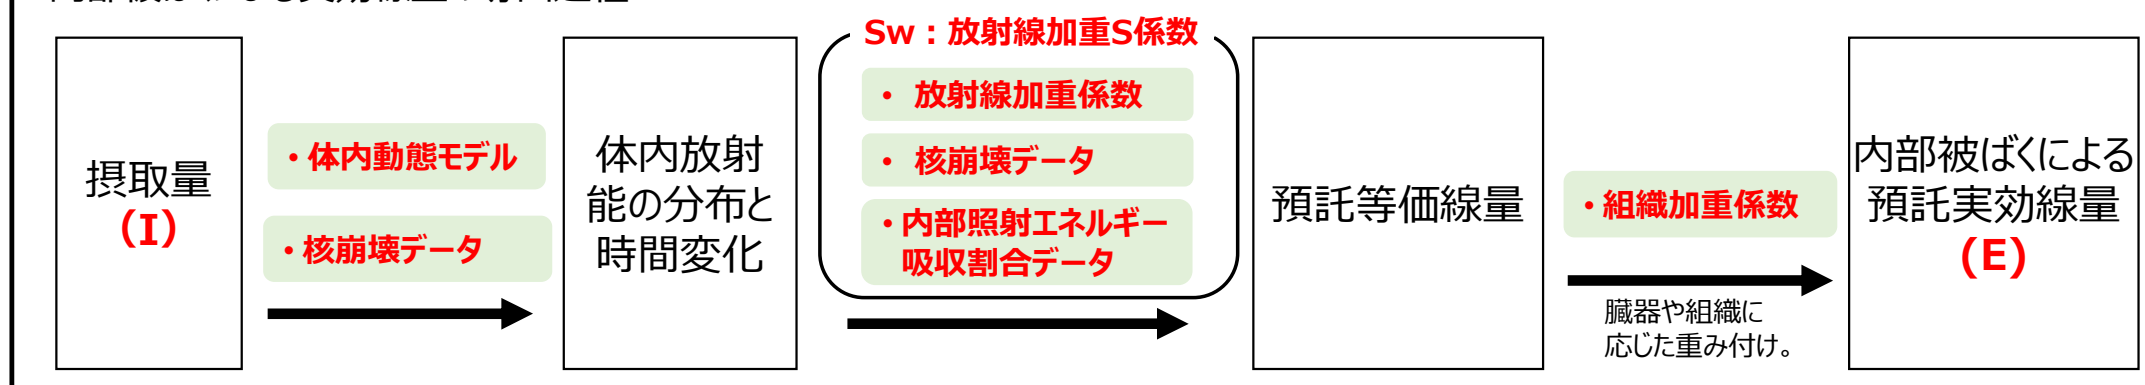 摂取量
(I)
・体内動態モデル
・核崩壊データ
体内放射
能の分布と
時間変化
Sw：放射線加重S係数
・ 放射線加重係数
・ 核崩壊データ
・内部照射エネルギー
吸収割合データ
預託等価線量
・組織加重係数
臓器や組織に
応じた重み付け。
内部被ばくによる
預託実効線量
(E)